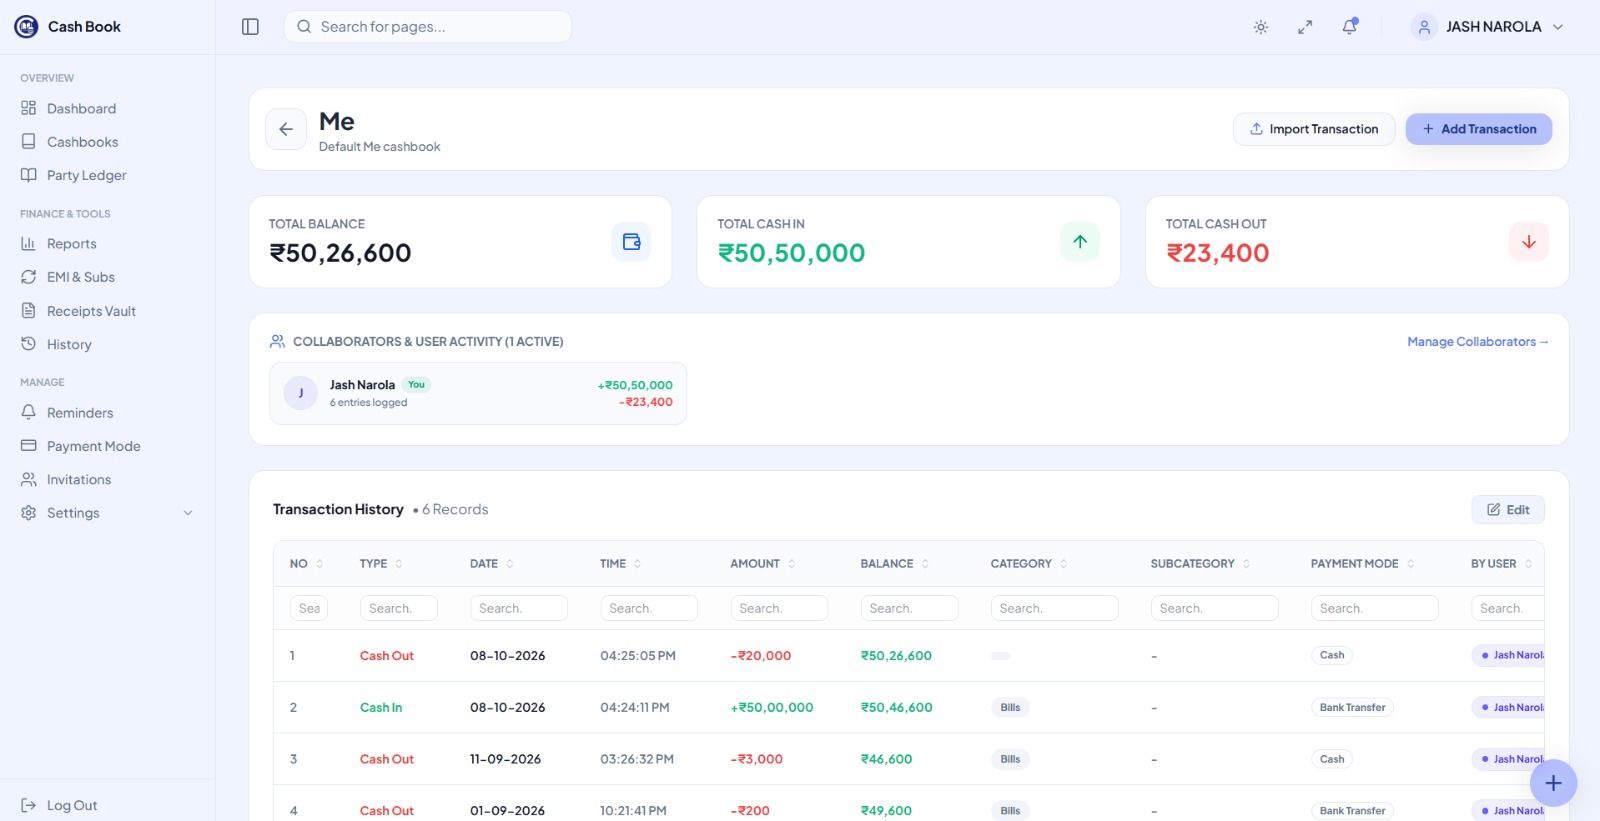 Cash Book
Search for pages...
JASH NAROLA
OVERVIEW
Dashboard
Cashbooks
Party Ledger
FINANCE & TOOLS
Reports
EMI & Subs
Receipts Vault
History
MANAGE
Reminders
Payment Mode
Invitations
Settings
Log Out
Me
Default Me cashbook
Import Transaction
Add Transaction
TOTAL BALANCE
₹50,26,600
TOTAL CASH IN
₹50,50,000
TOTAL CASH OUT
₹23,400
COLLABORATORS & USER ACTIVITY (1 ACTIVE)
Manage Collaborators →
J
Jash Narola You
6 entries logged
+₹50,50,000
-₹23,400
Transaction History • 6 Records
Edit
NO TYPE DATE TIME AMOUNT BALANCE CATEGORY SUBCATEGORY PAYMENT MODE BY USER
Sea Search. Search. Search. Search. Search. Search. Search. Search. Search.
1 Cash Out 08-10-2026 04:25:05 PM -₹20,000 ₹50,26,600 - Cash Jash Narola
2 Cash In 08-10-2026 04:24:11 PM +₹50,00,000 ₹50,46,600 Bills - Bank Transfer Jash Narola
3 Cash Out 11-09-2026 03:26:32 PM -₹3,000 ₹46,600 Bills - Cash Jash Narola
4 Cash Out 01-09-2026 10:21:41 PM -₹200 ₹49,600 Bills - Bank Transfer Jash Narola